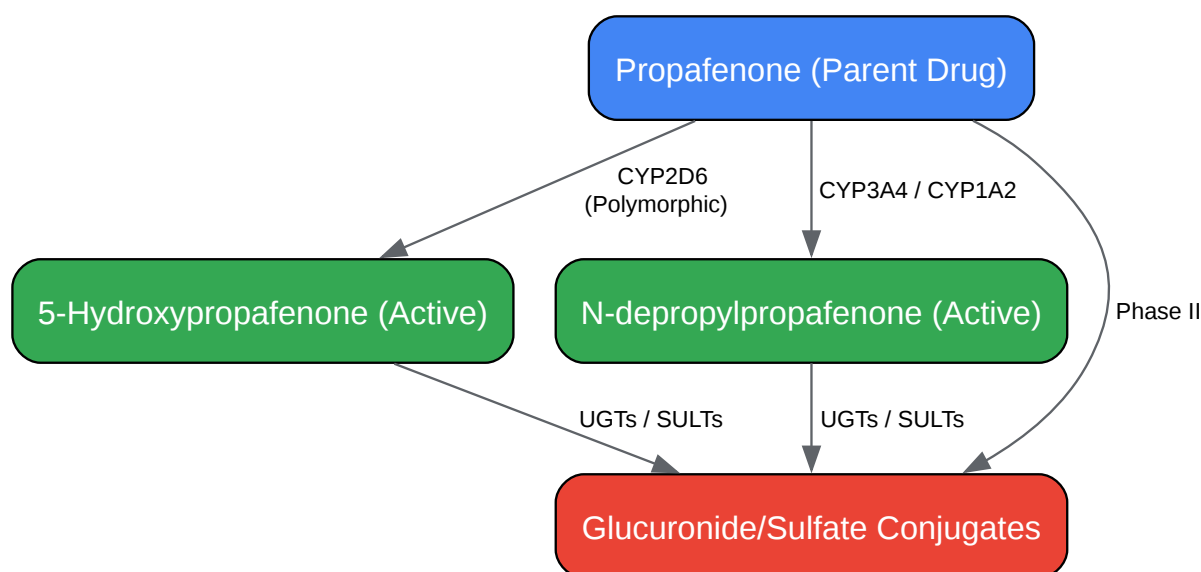 Propafenone (Parent Drug)
CYP2D6
(Polymorphic)
CYP3A4 / CYP1A2
5-Hydroxypropafenone (Active)
N-depropylpropafenone (Active)
Phase II
UGTs / SULTs
UGTs / SULTs
Glucuronide/Sulfate Conjugates